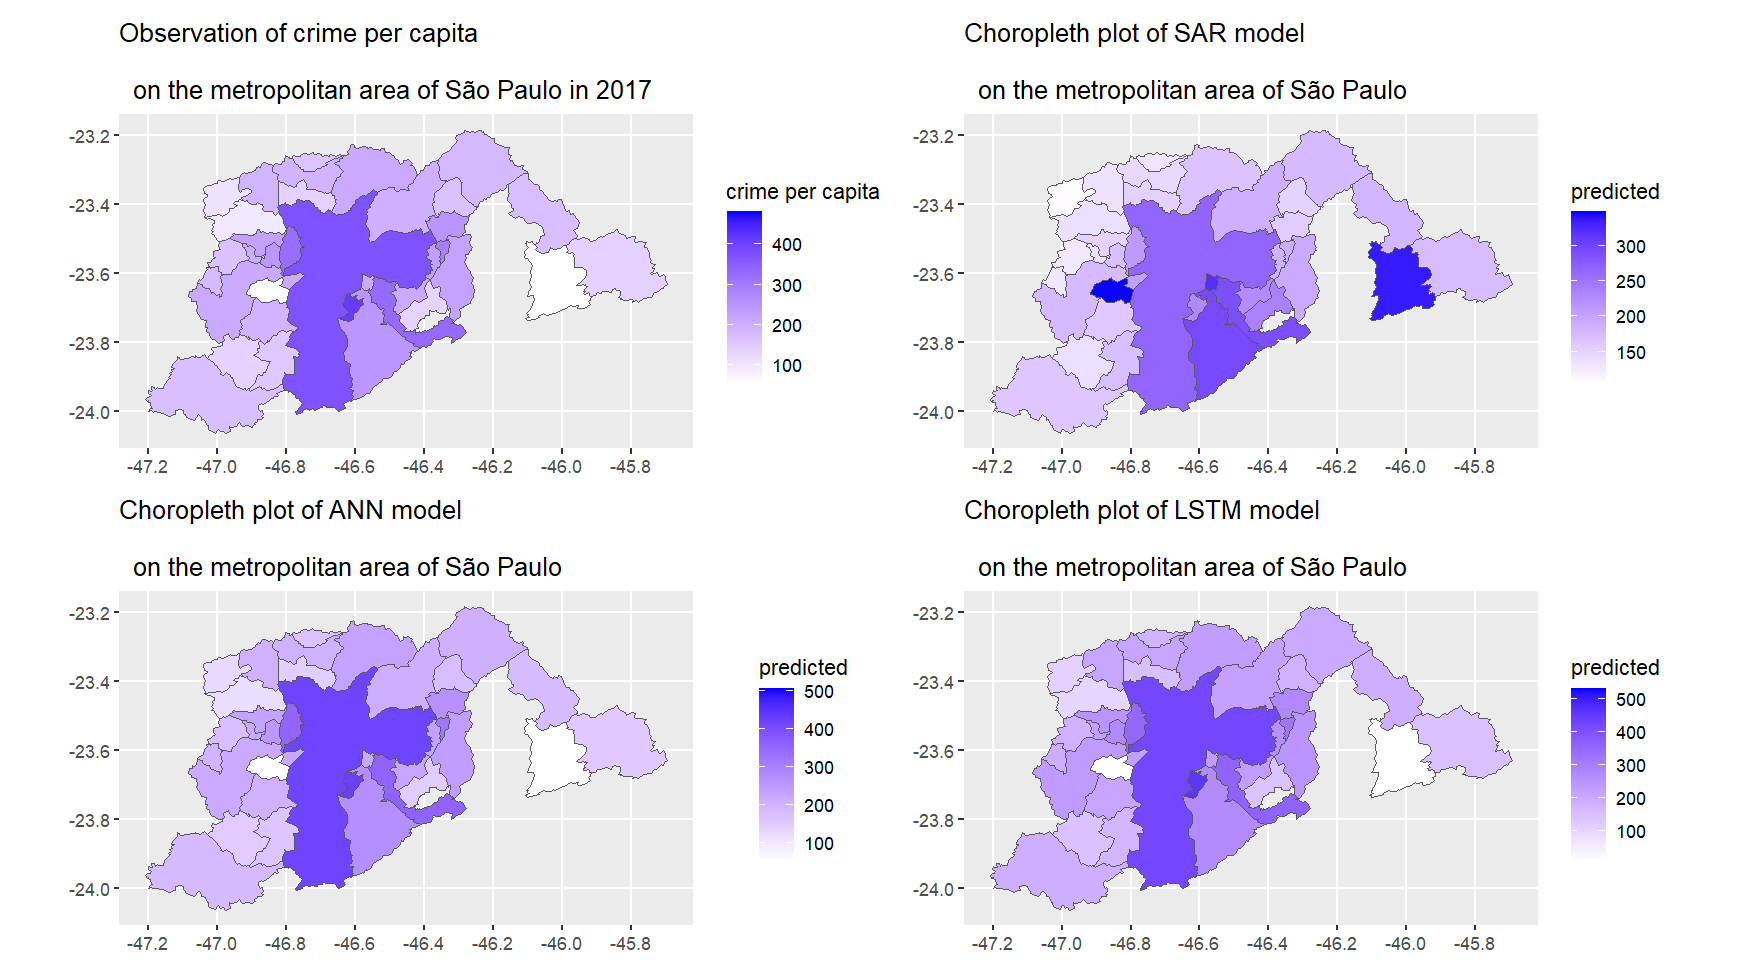 Observation of crime per capita
on the metropolitan area of São Paulo in 2017
-23.2
-23.4
-23.6
-23.8
-24.0
-47.2 -47.0 -46.8 -46.6 -46.4 -46.2 -46.0 -45.8
crime per capita
400
300
200
100
Choropleth plot of SAR model
on the metropolitan area of São Paulo
-23.2
-23.4
-23.6
-23.8
-24.0
-47.2 -47.0 -46.8 -46.6 -46.4 -46.2 -46.0 -45.8
predicted
300
250
200
150
Choropleth plot of ANN model
on the metropolitan area of São Paulo
-23.2
-23.4
-23.6
-23.8
-24.0
-47.2 -47.0 -46.8 -46.6 -46.4 -46.2 -46.0 -45.8
predicted
500
400
300
200
100
Choropleth plot of LSTM model
on the metropolitan area of São Paulo
-23.2
-23.4
-23.6
-23.8
-24.0
-47.2 -47.0 -46.8 -46.6 -46.4 -46.2 -46.0 -45.8
predicted
500
400
300
200
100